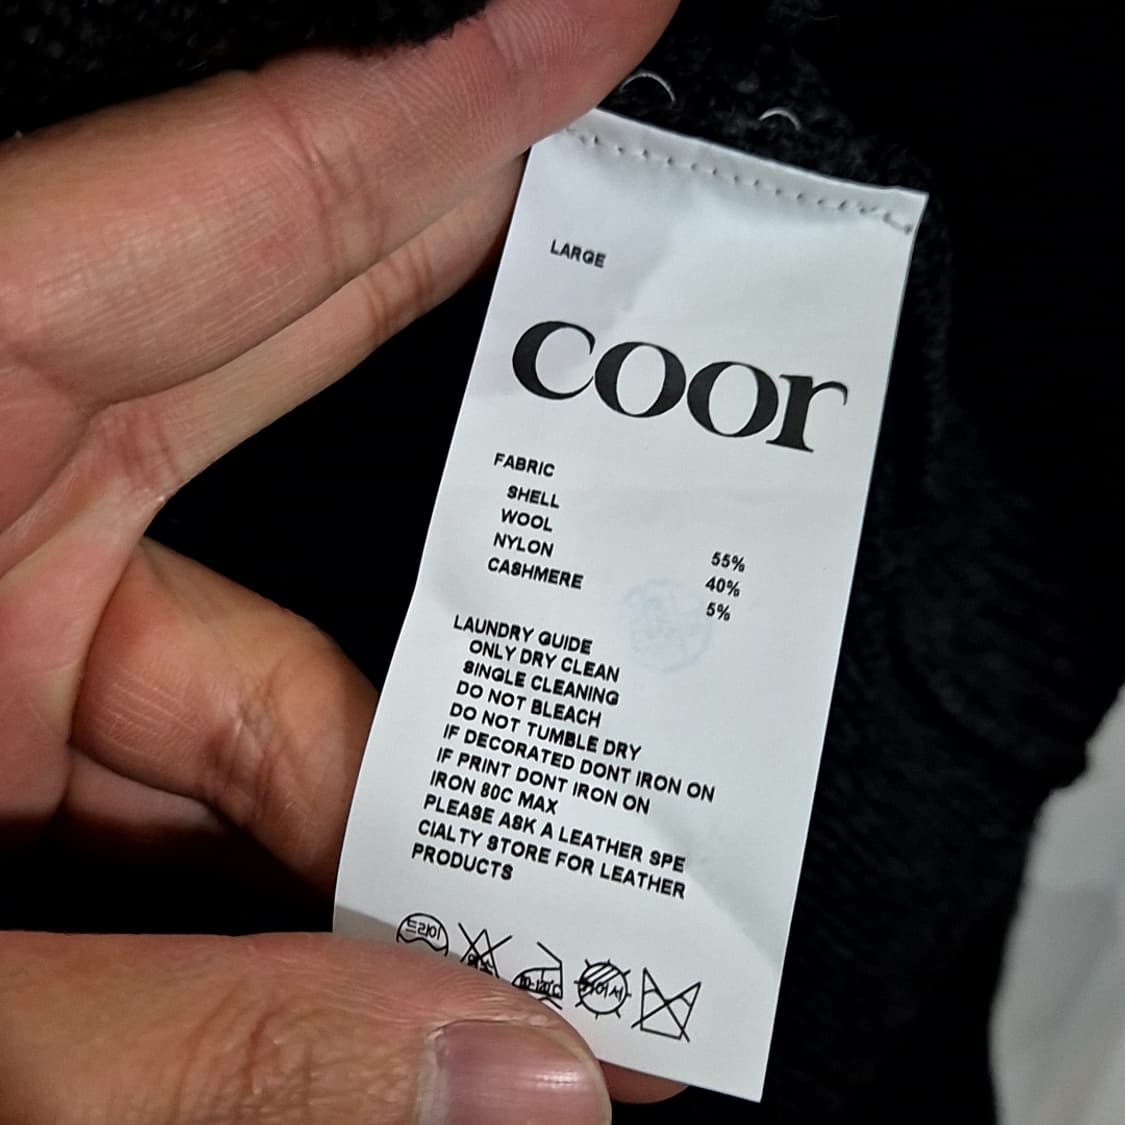 LARGE
coor
FABRIC
SHELL
WOOL 55%
NYLON 40%
CASHMERE 5%
LAUNDRY GUIDE
ONLY DRY CLEAN
SINGLE CLEANING
DO NOT BLEACH
DO NOT TUMBLE DRY
IF DECORATED DONT IRON ON
IF PRINT DONT IRON ON
IRON 80C MAX
PLEASE ASK A LEATHER SPE
CIALTY STORE FOR LEATHER
PRODUCTS
드라이